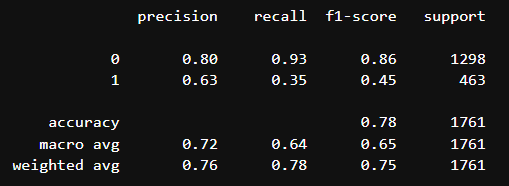 precision recall f1-score support
0 0.80 0.93 0.86 1298
1 0.63 0.35 0.45 463
accuracy 0.78 1761
macro avg 0.72 0.64 0.65 1761
weighted avg 0.76 0.78 0.75 1761